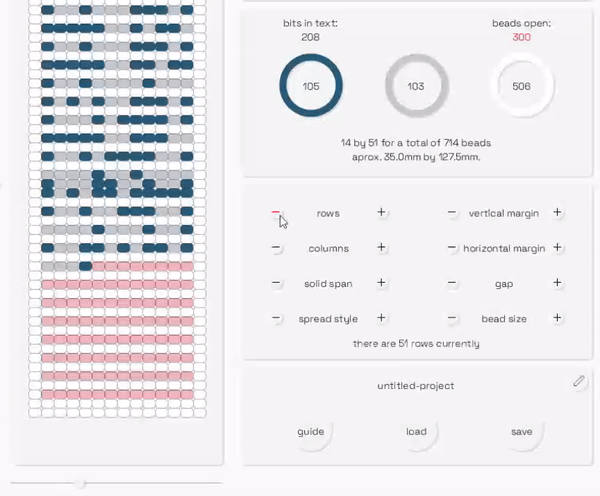 bits in text:
208
beads open:
300
105
103
506
14 by 51 for a total of 714 beads
aprox. 35.0mm by 127.5mm.
− rows +
− vertical margin +
− columns +
− horizontal margin +
− solid span +
− gap +
− spread style +
− bead size +
there are 51 rows currently
untitled-project
guide
load
save